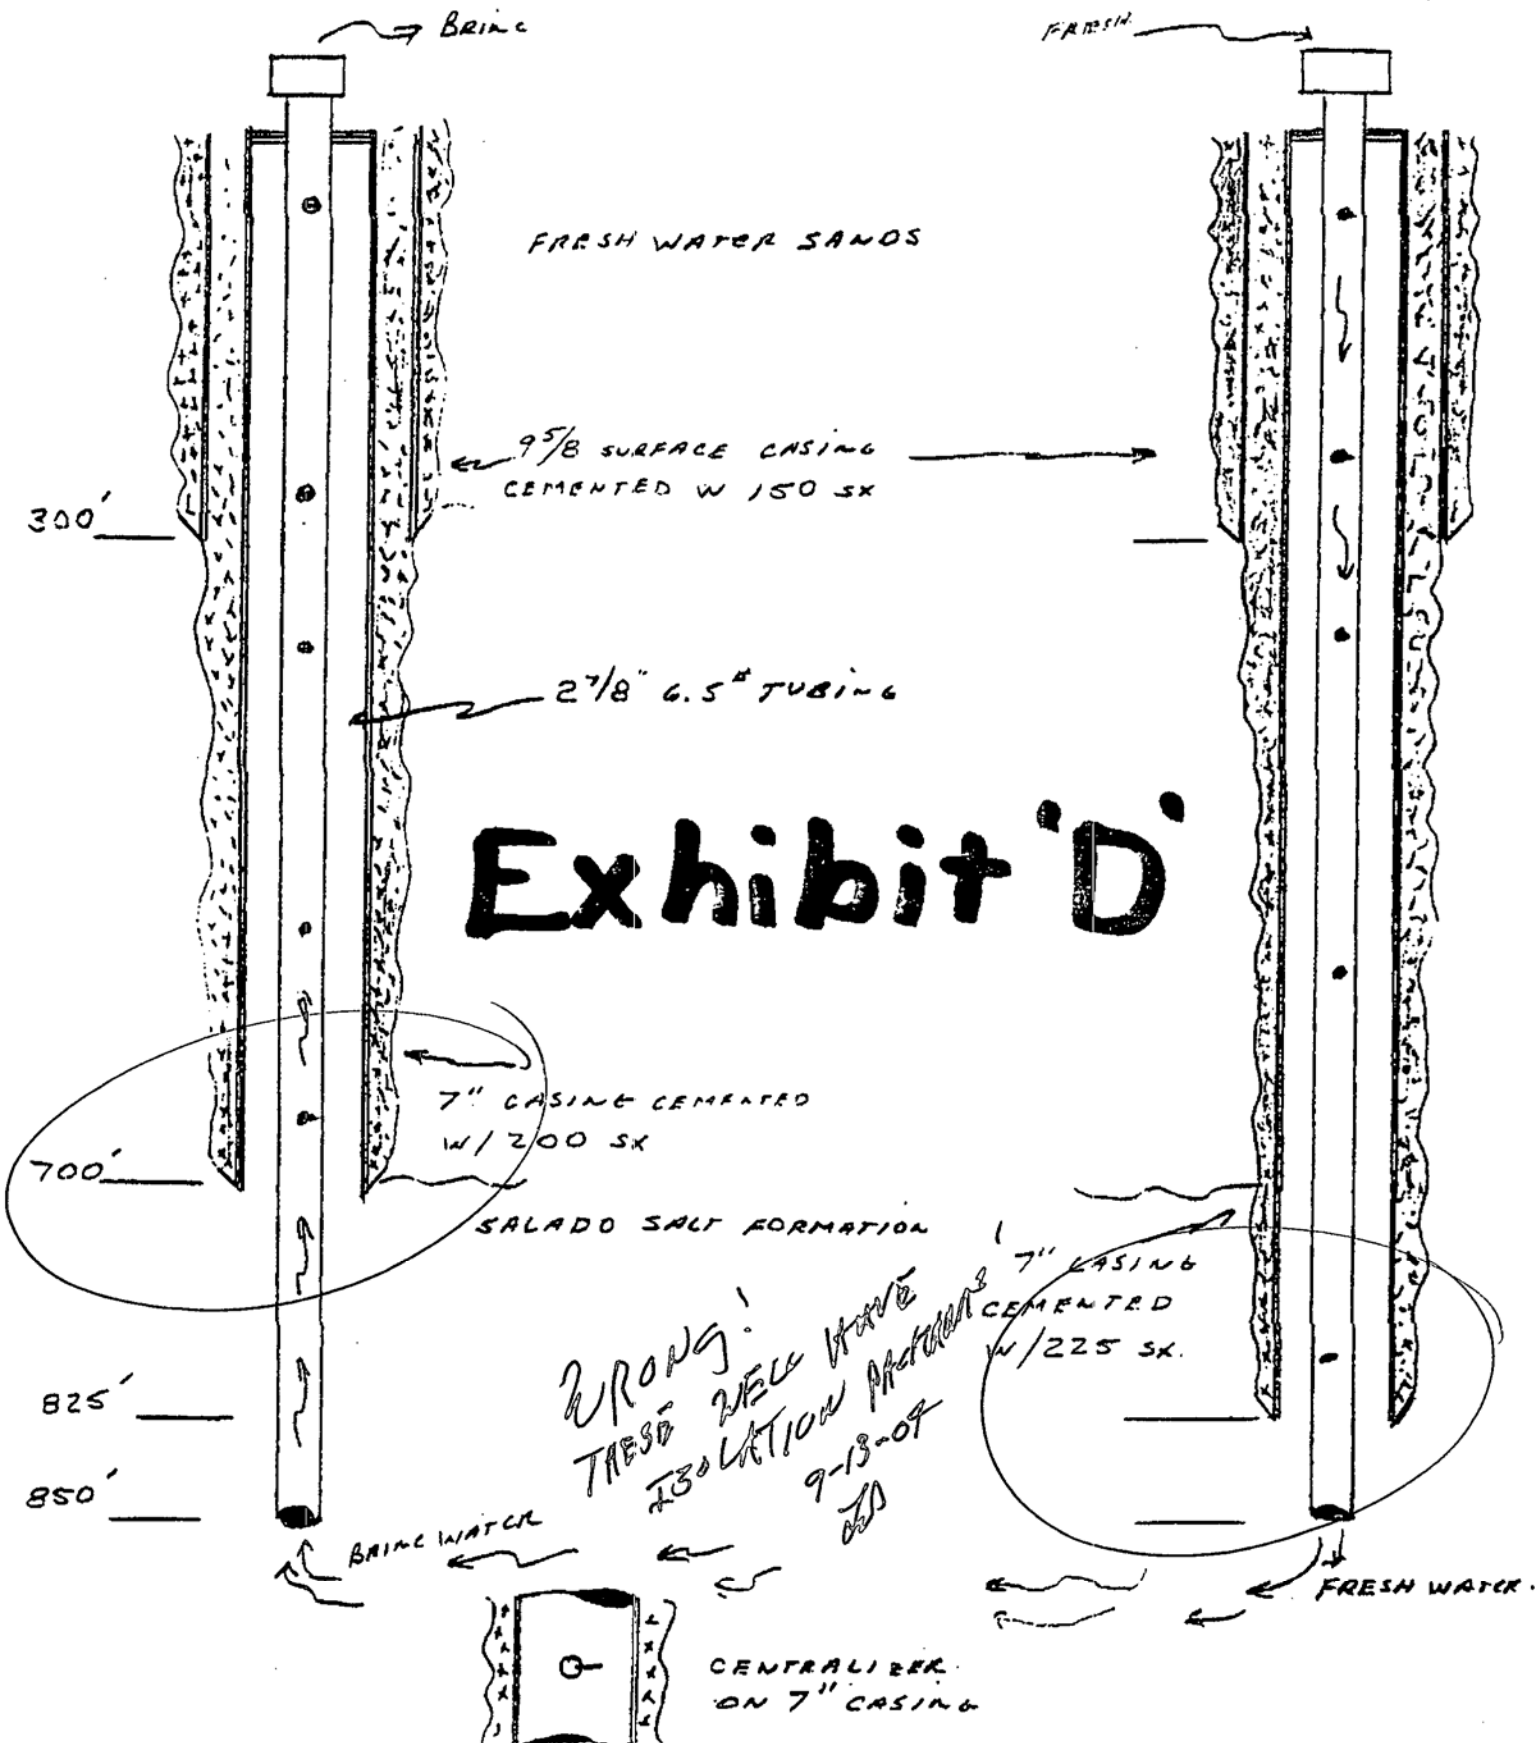 BRINE
FRESH
FRESH WATER SANDS
9 5/8 SURFACE CASING
CEMENTED W 150 SX
300'
2 7/8" 6.5# TUBING
Exhibit 'D'
7" CASING CEMENTED
W/ 200 SX
700'
SALADO SALT FORMATION
7" CASING
CEMENTED
W/225 SX.
WRONG!
THESE WELL HAVE
ISOLATION
9-13-04
825'
850'
BRINE WATER
FRESH WATER.
CENTRALIZER
ON 7" CASING